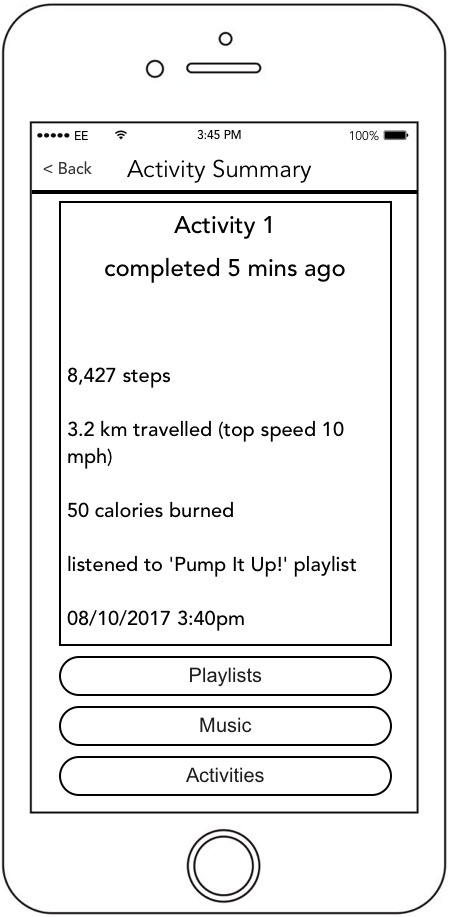 EE 3:45 PM 100%
< Back Activity Summary
Activity 1
completed 5 mins ago
8,427 steps
3.2 km travelled (top speed 10
mph)
50 calories burned
listened to 'Pump It Up!' playlist
08/10/2017 3:40pm
Playlists
Music
Activities